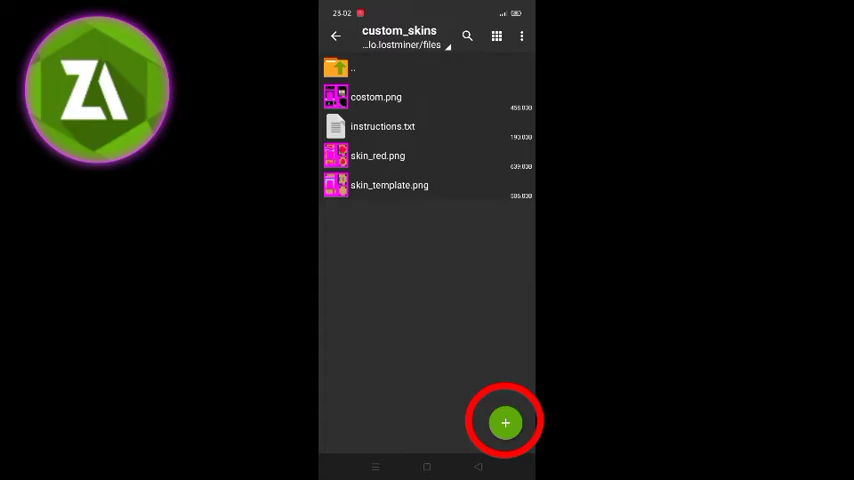 ZA
23.02
custom_skins
...lo.lostminer/files
..
costom.png
instructions.txt
skin_red.png
skin_template.png